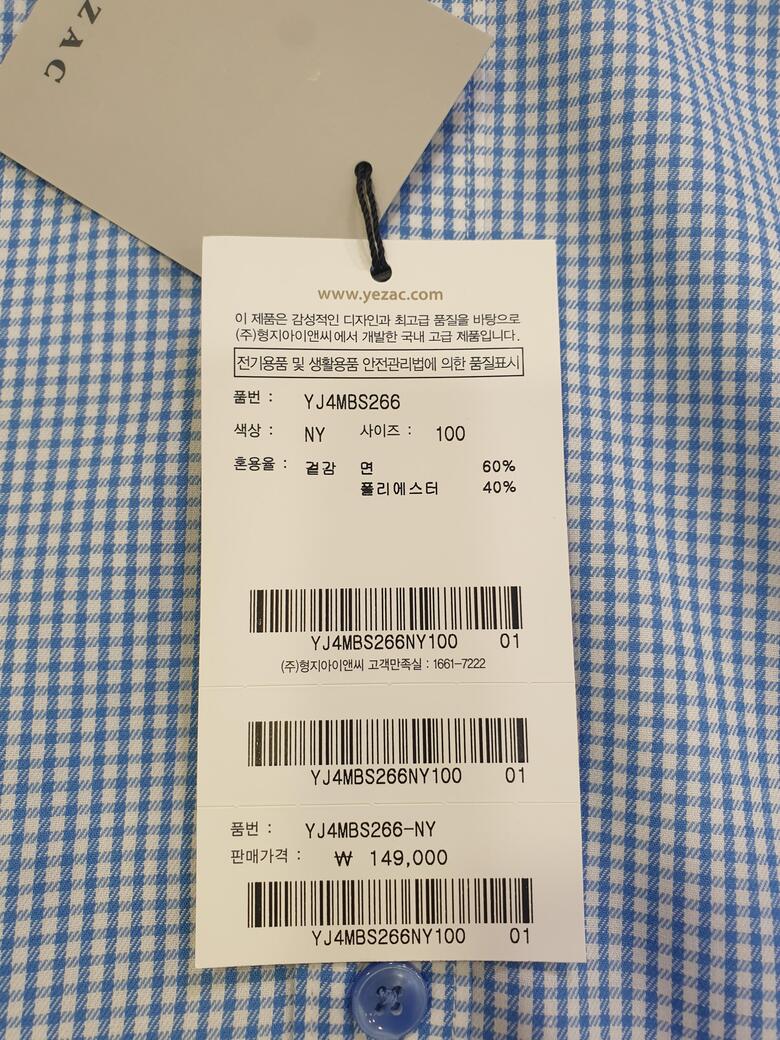 ZAC
www.yezac.com
이 제품은 감성적인 디자인과 최고급 품질을 바탕으로
(주)형지아이앤씨에서 개발한 국내 고급 제품입니다.
전기용품 및 생활용품 안전관리법에 의한 품질표시
품번 : YJ4MBS266
색상 : NY 사이즈 : 100
혼용율 : 겉감 면 60%
폴리에스터 40%
YJ4MBS266NY100 01
(주)형지아이앤씨 고객만족실 : 1661-7222
YJ4MBS266NY100 01
품번 : YJ4MBS266-NY
판매가격 : ₩ 149,000
YJ4MBS266NY100 01